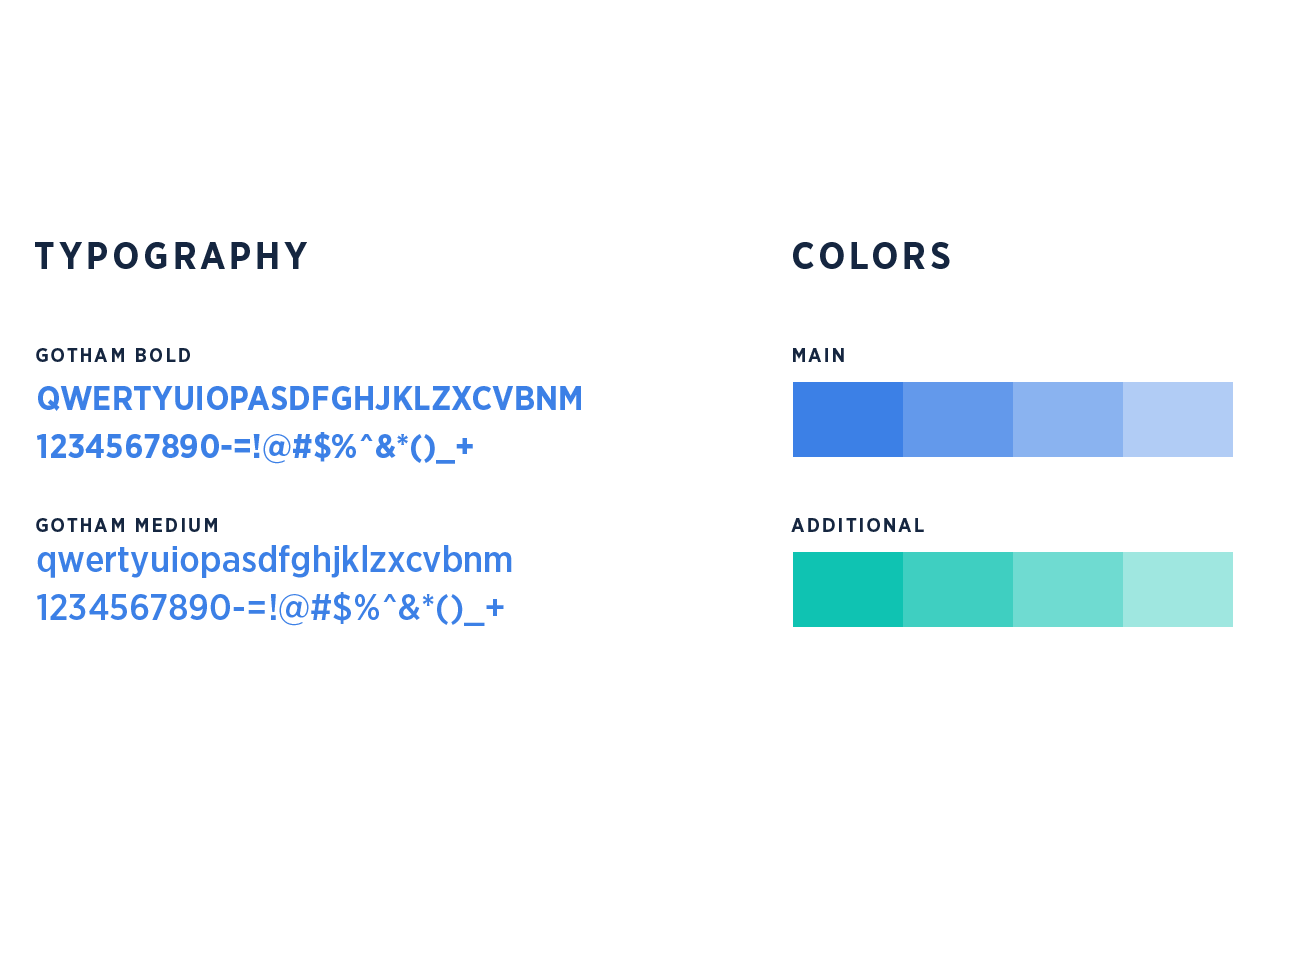 TYPOGRAPHY
GOTHAM BOLD
QWERTYUIOPASDFGHJKLZXCVBNM
1234567890-=!@#$%^&*()_+
GOTHAM MEDIUM
qwertyuiopasdfghjklzxcvbnm
1234567890-=!@#$%^&*()_+
COLORS
MAIN
ADDITIONAL